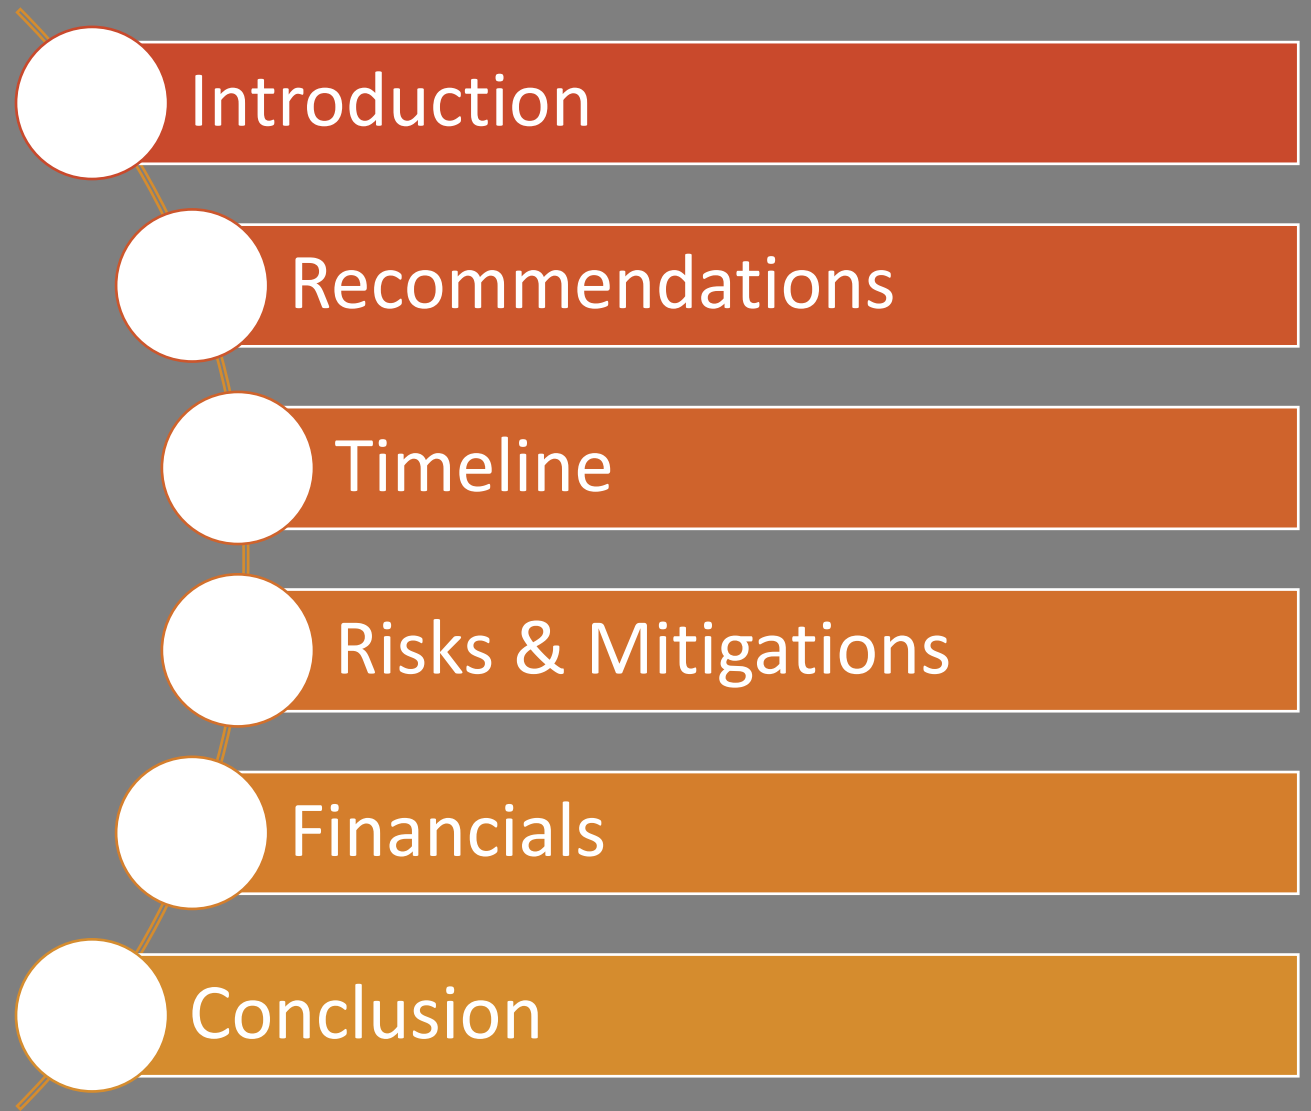 Introduction
Recommendations
Timeline
Risks & Mitigations
Financials
Conclusion